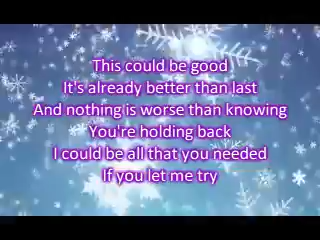 This could be good
It's already better than last
And nothing is worse than knowing
You're holding back
I could be all that you needed
If you let me try